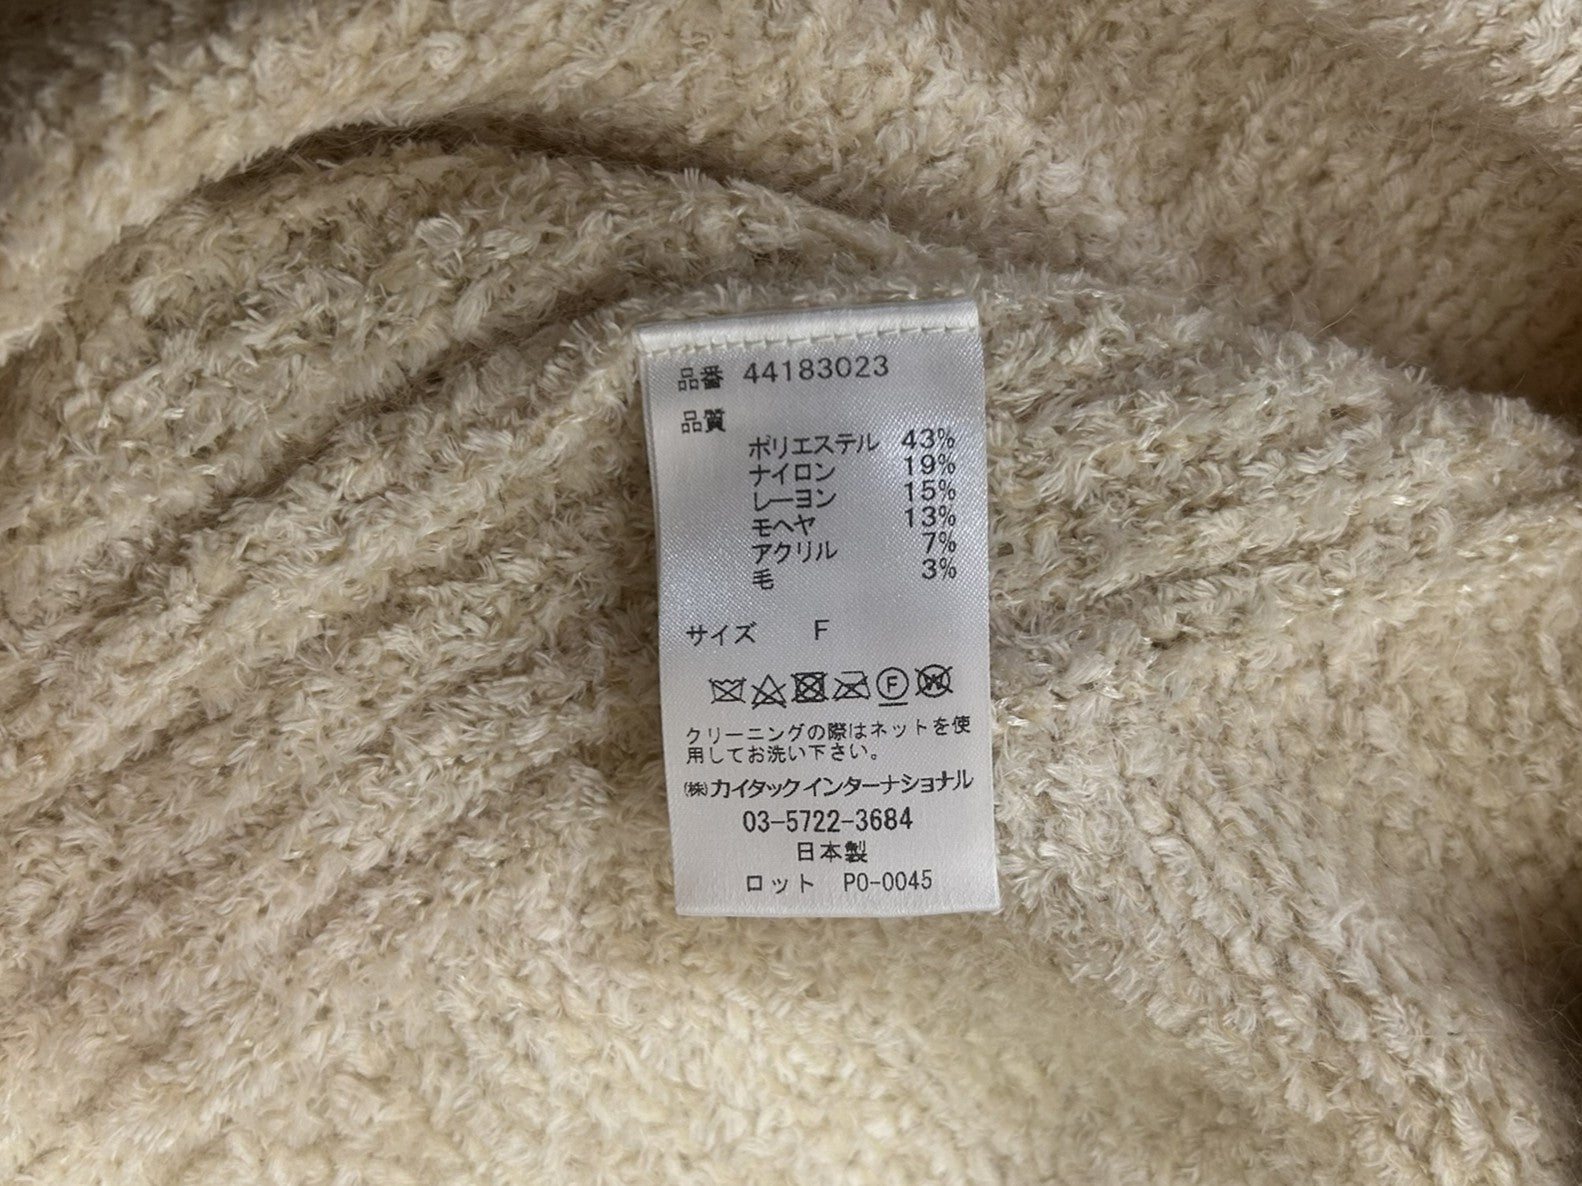 品番 44183023
品質
ポリエステル 43%
ナイロン 19%
レーヨン 15%
モヘヤ 13%
アクリル 7%
毛 3%
サイズ F
F W
クリーニングの際はネットを使
用してお洗い下さい。
㈱カイタックインターナショナル
03-5722-3684
日本製
ロット PO-0045